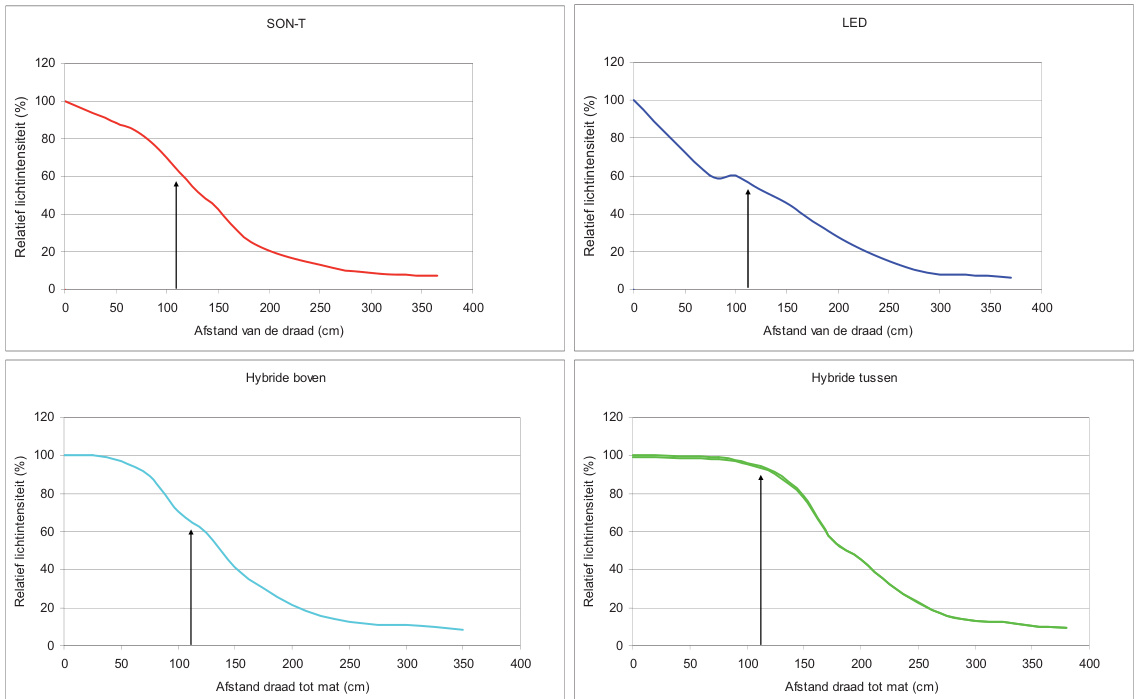 SON-T
Relatief lichtintensiteit (%)
120
100
80
60
40
20
0
0 50 100 150 200 250 300 350 400
Afstand van de draad (cm)
LED
Relatief lichtintensiteit (%)
120
100
80
60
40
20
0
0 50 100 150 200 250 300 350 400
Afstand van de draad (cm)
Hybride boven
Relatief lichtintensiteit (%)
120
100
80
60
40
20
0
0 50 100 150 200 250 300 350 400
Afstand draad tot mat (cm)
Hybride tussen
Relatief lichtintensiteit (%)
120
100
80
60
40
20
0
0 50 100 150 200 250 300 350 400
Afstand draad tot mat (cm)